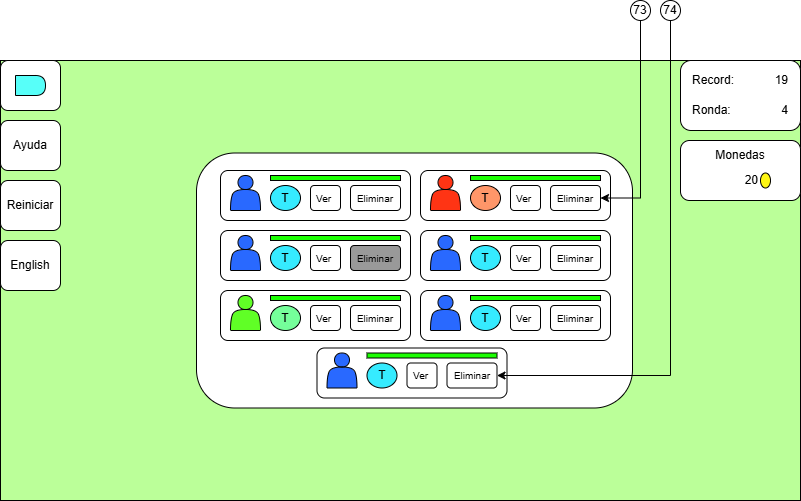 73 74
Record: 19
Ronda: 4
Ayuda
Monedas
20
Reiniciar
English
T Ver Eliminar
T Ver Eliminar
T Ver Eliminar
T Ver Eliminar
T Ver Eliminar
T Ver Eliminar
T Ver Eliminar